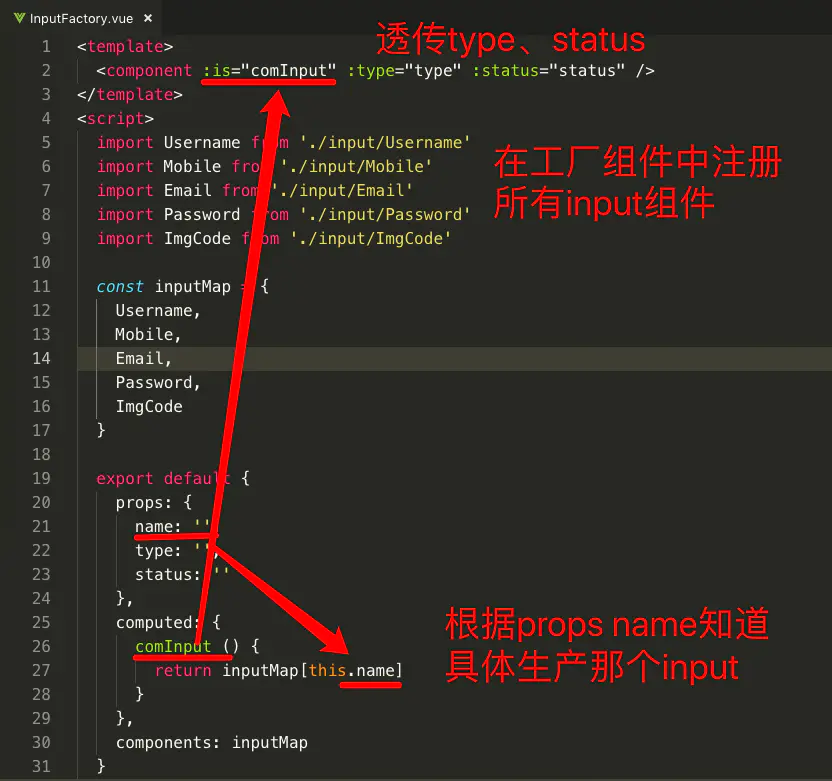 InputFactory.vue ×
透传type、status
1 <template>
2 <component :is="comInput" :type="type" :status="status" />
3 </template>
4 <script>
5 import Username from './input/Username'
6 import Mobile from './input/Mobile'
7 import Email from './input/Email'
8 import Password from './input/Password'
9 import ImgCode from './input/ImgCode'
在工厂组件中注册
所有input组件
10
11 const inputMap = {
12 Username,
13 Mobile,
14 Email,
15 Password,
16 ImgCode
17 }
18
19 export default {
20 props: {
21 name: '',
22 type: '',
23 status: ''
24 },
25 computed: {
26 comInput () {
27 return inputMap[this.name]
根据props name知道
具体生产那个input
28 }
29 },
30 components: inputMap
31 }